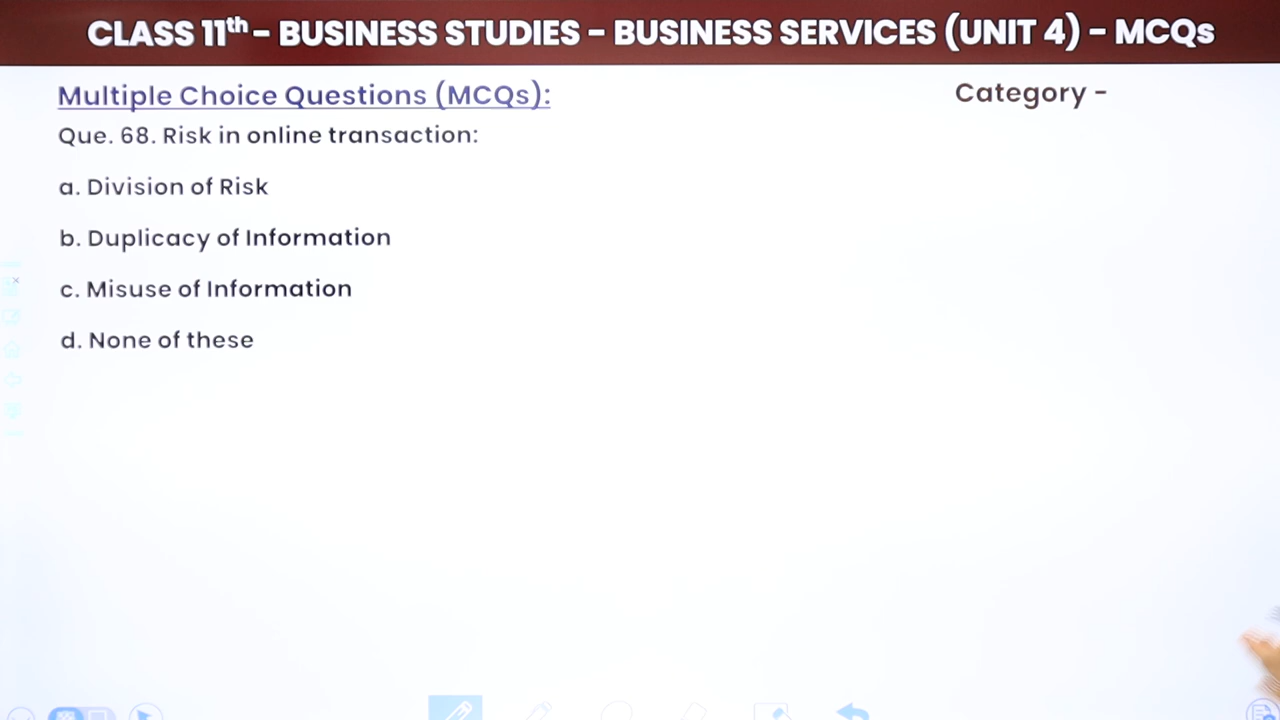 CLASS 11th - BUSINESS STUDIES - BUSINESS SERVICES (UNIT 4) - MCQs
Multiple Choice Questions (MCQs):
Category -
Que. 68. Risk in online transaction:
a. Division of Risk
b. Duplicacy of Information
c. Misuse of Information
d. None of these